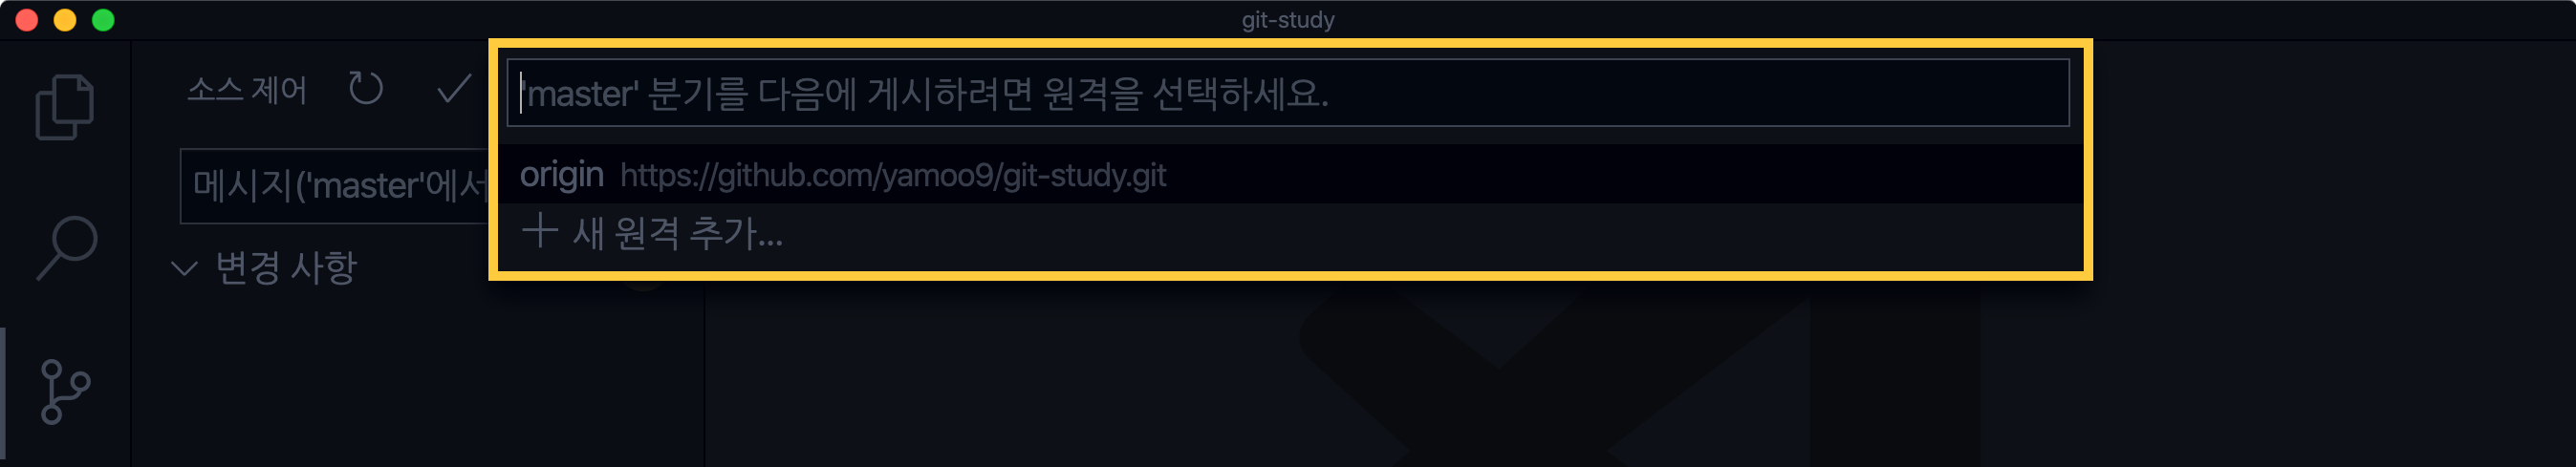 git-study
소스 제어
'master' 분기를 다음에 게시하려면 원격을 선택하세요.
메시지('master'에서
origin https://github.com/yamoo9/git-study.git
새 원격 추가...
변경 사항